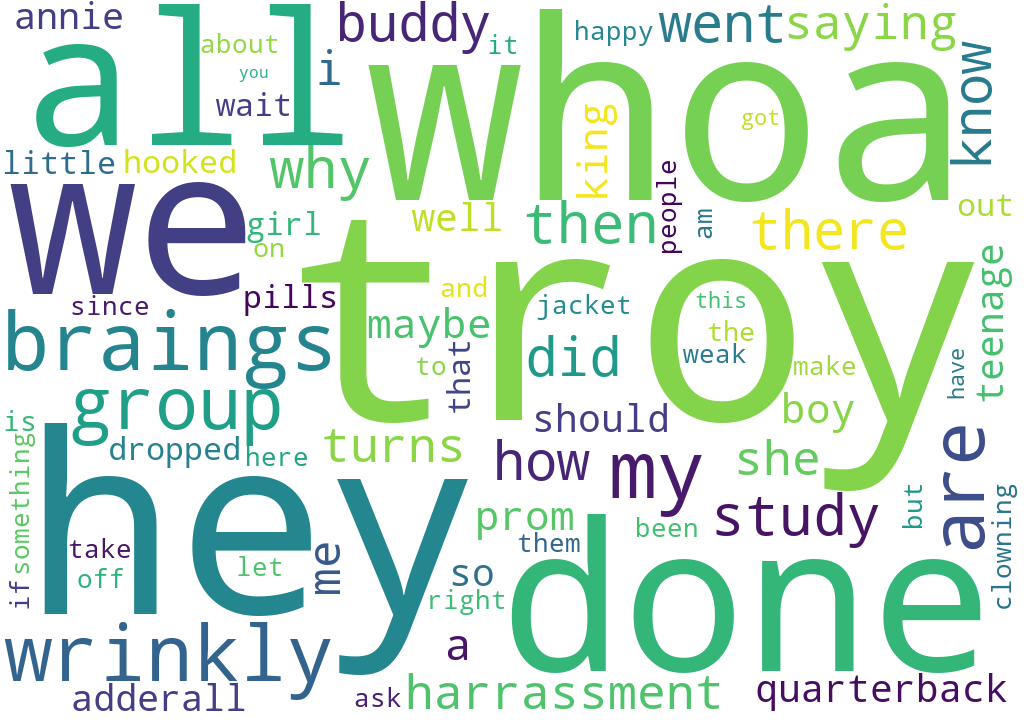 annie
all
about
you
wait
i
buddy
it
whoa
happy
went
saying
know
king
got
little
hooked
why
we
girl
on
well
then
people
am
there
out
since
pills
troy
and
jacket
this
the
weak
make
teenage
have
braings
maybe
to
that
did
group
should
boy
is
something
dropped
here
turns
how
my
she
are
hey
prom
study
but
clowning
if
take
off
let
me
them
been
so
right
done
wrinkly
a
adderall
ask
harrassment
quarterback